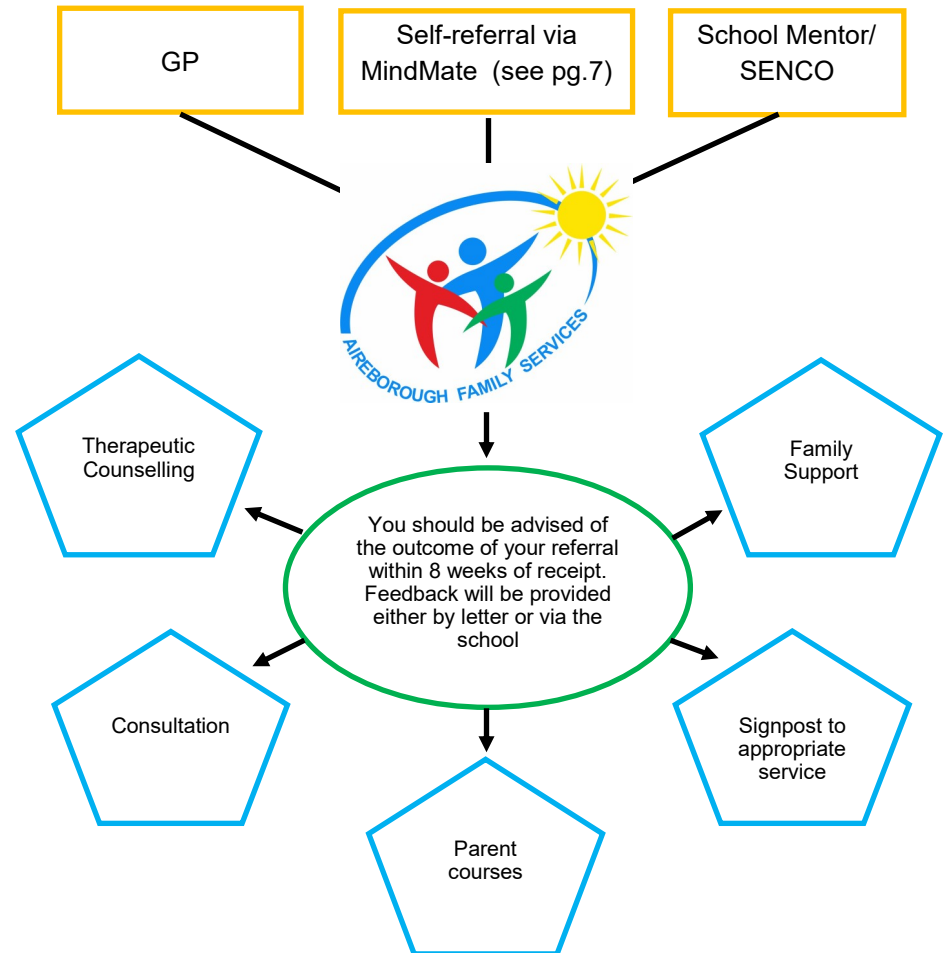 GP
Self-referral via
MindMate  (see pg.7)
School Mentor/
SENCO
AIREBOROUGH FAMILY SERVICES
Therapeutic
Counselling
Family
Support
You should be advised of
the outcome of your referral
within 8 weeks of receipt.
Feedback will be provided
either by letter or via the
school
Consultation
Signpost to
appropriate
service
Parent
courses